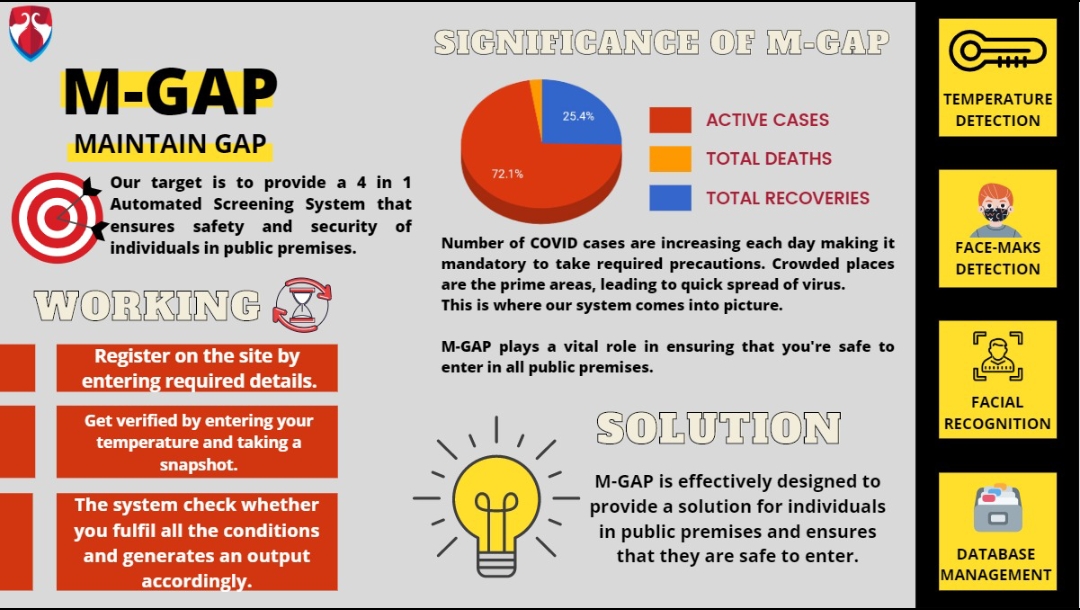 M-GAP
MAINTAIN GAP
Our target is to provide a 4 in 1
Automated Screening System that
ensures safety and security of
individuals in public premises.
WORKING
Register on the site by
entering required details.
Get verified by entering your
temperature and taking a
snapshot.
The system check whether
you fulfil all the conditions
and generates an output
accordingly.
SIGNIFICANCE OF M-GAP
25.4%
72.1%
ACTIVE CASES
TOTAL DEATHS
TOTAL RECOVERIES
Number of COVID cases are increasing each day making it
mandatory to take required precautions. Crowded places
are the prime areas, leading to quick spread of virus.
This is where our system comes into picture.
M-GAP plays a vital role in ensuring that you're safe to
enter in all public premises.
SOLUTION
M-GAP is effectively designed to
provide a solution for individuals
in public premises and ensures
that they are safe to enter.
TEMPERATURE
DETECTION
FACE-MAKS
DETECTION
FACIAL
RECOGNITION
DATABASE
MANAGEMENT